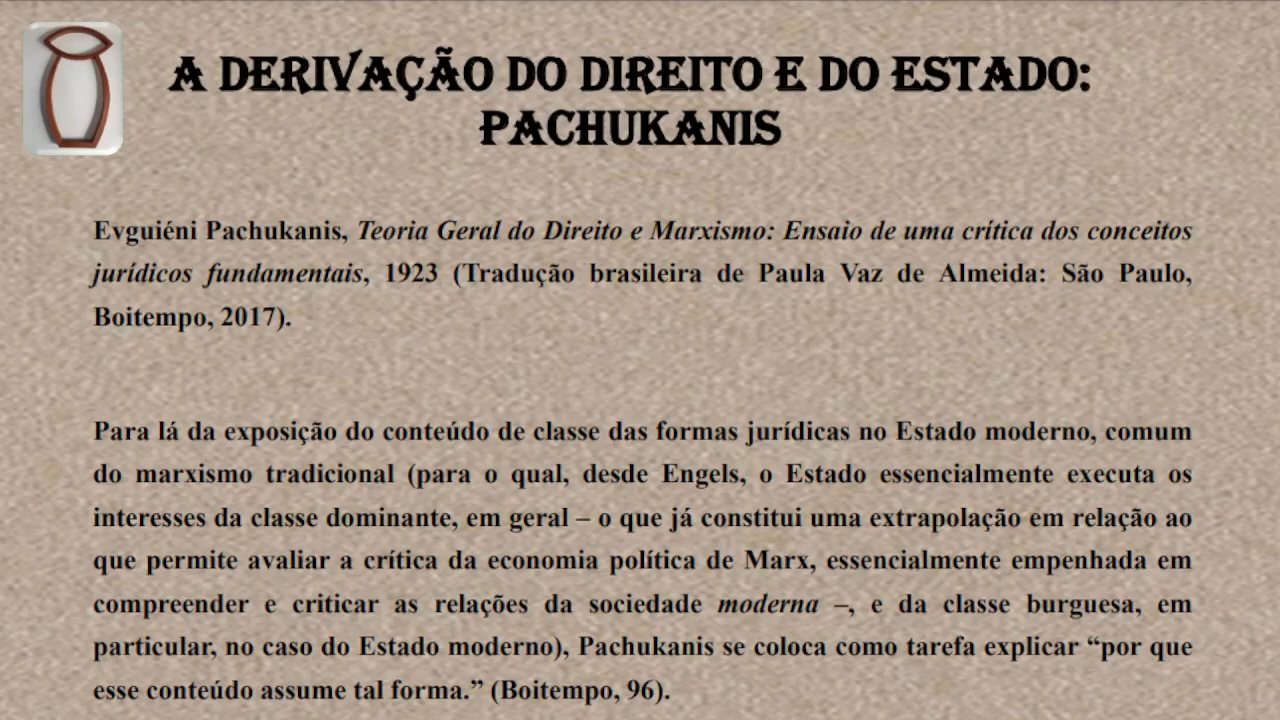 A DERIVAÇÃO DO DIREITO E DO ESTADO:
PACHUKANIS
Evguiéni Pachukanis, Teoria Geral do Direito e Marxismo: Ensaio de uma crítica dos conceitos
jurídicos fundamentais, 1923 (Tradução brasileira de Paula Vaz de Almeida: São Paulo,
Boitempo, 2017).
Para lá da exposição do conteúdo de classe das formas jurídicas no Estado moderno, comum
do marxismo tradicional (para o qual, desde Engels, o Estado essencialmente executa os
interesses da classe dominante, em geral – o que já constitui uma extrapolação em relação ao
que permite avaliar a crítica da economia política de Marx, essencialmente empenhada em
compreender e criticar as relações da sociedade moderna –, e da classe burguesa, em
particular, no caso do Estado moderno), Pachukanis se coloca como tarefa explicar “por que
esse conteúdo assume tal forma.” (Boitempo, 96).